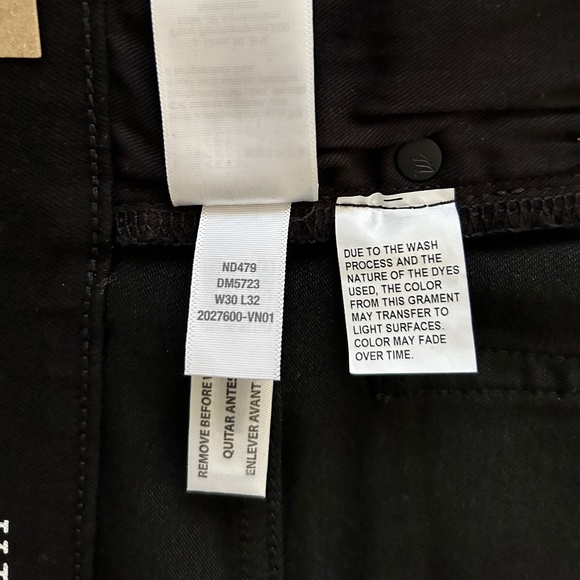 ND479
DM5723
W30 L32
2027600-VN01
DUE TO THE WASH
PROCESS AND THE
NATURE OF THE DYES
USED, THE COLOR
FROM THIS GRAMENT
MAY TRANSFER TO
LIGHT SURFACES.
COLOR MAY FADE
OVER TIME.
REMOVE BEFORE
QUITAR ANTES
ENLEVER AVANT